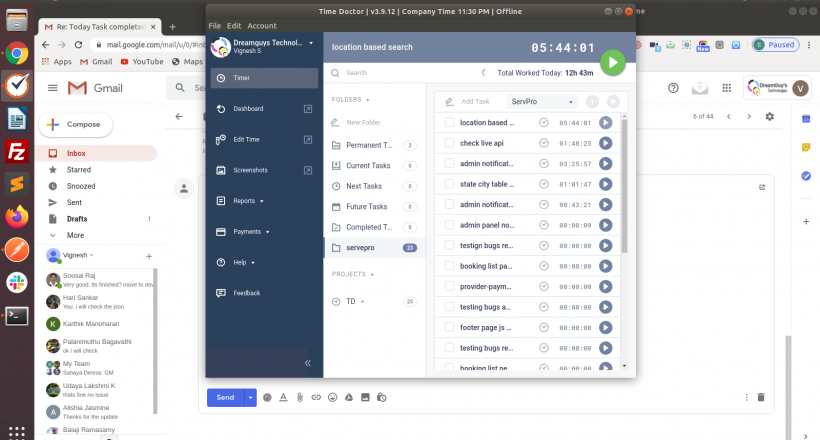 Time Doctor | v3.9.12 | Company Time 11:30 PM | Offline
Re: Today Task completed
mail.google.com/mail/u/0/#inb
Paused
Apps
Gmail
YouTube
Maps
File Edit Account
Dreamguys Technol...
Vignesh S
Timer
Dashboard
Edit Time
Screenshots
Reports
Payments
Help
Feedback
location based search
05:44:01
Search
Total Worked Today: 12h 43m
FOLDERS
New Folder
Permanent T... 2
Current Tasks 0
Next Tasks 0
Future Tasks 0
Completed T... 0
servepro 23
PROJECTS
TD 25
Add Task
ServPro
location based ... 05:44:01
check live api 01:48:25
admin notificat... 03:25:57
state city table ... 01:01:47
admin notificat... 00:43:21
admin panel no... 00:00:00
testign bugs re... 00:00:00
booking list pa... 00:00:00
provider-paym... 00:00:00
testing bugs a... 00:00:00
footer page js ... 00:00:00
testing bugs re... 00:00:00
booking list pe... 00:00:00
Gmail
Compose
Inbox
Starred
Snoozed
Sent
Drafts 1
More
Vignesh
Soosai Raj
Very good. Its finished? move to dev
Hari Sankar
You: i will check the json
Karthik Manoharan
Palanimuthu Bagavathi
ok i will check
My Team
Sahaya Dennis: GM
Udaya Lakshmi K
thats fine no issue
Alishia Jasmine
Thanks for the update
Balaji Ramasamy
Send
6 of 44
DreamGuy's
Technologies